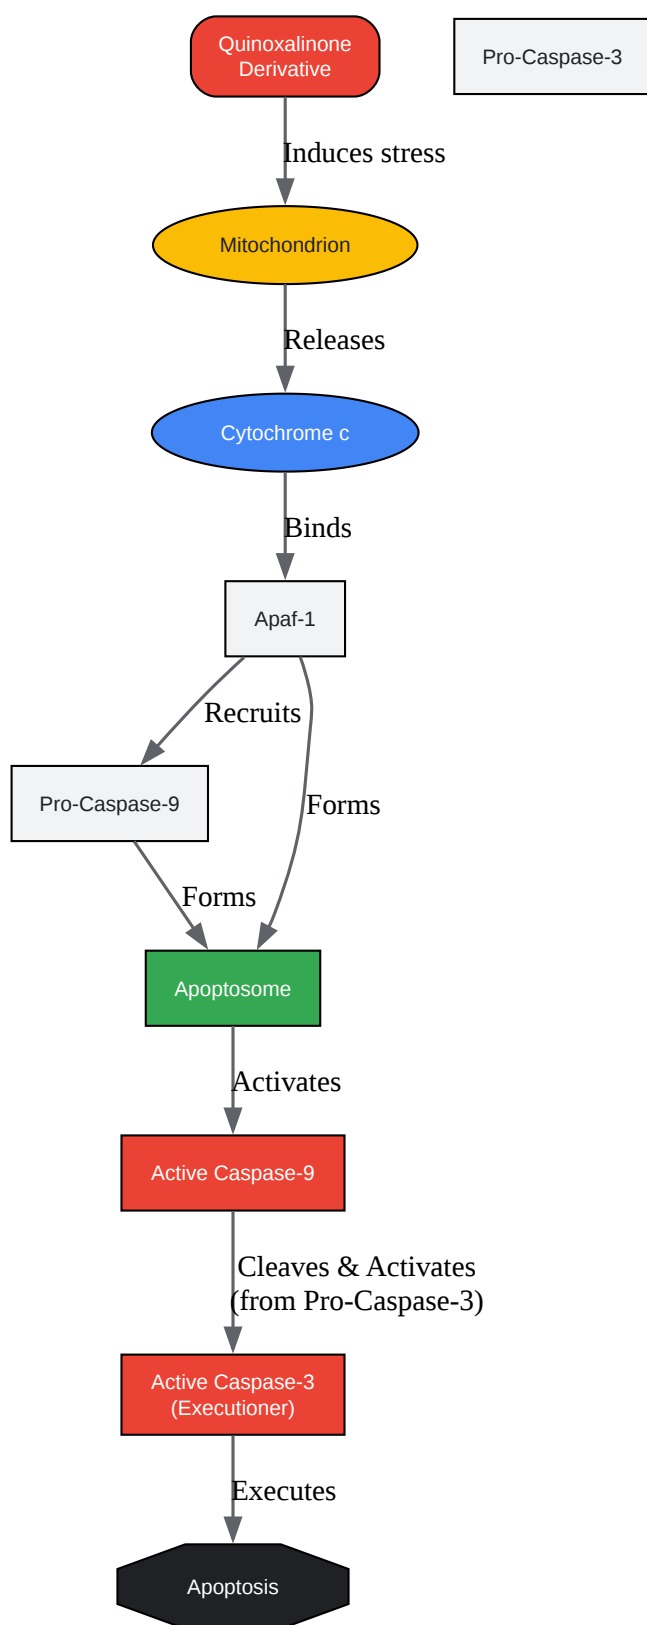 Quinoxalinone
Derivative
Pro-Caspase-3
Induces stress
Mitochondrion
Releases
Cytochrome c
Binds
Apaf-1
Recruits
Pro-Caspase-9
Forms
Forms
Apoptosome
Activates
Active Caspase-9
Cleaves & Activates
(from Pro-Caspase-3)
Active Caspase-3
(Executioner)
Executes
Apoptosis